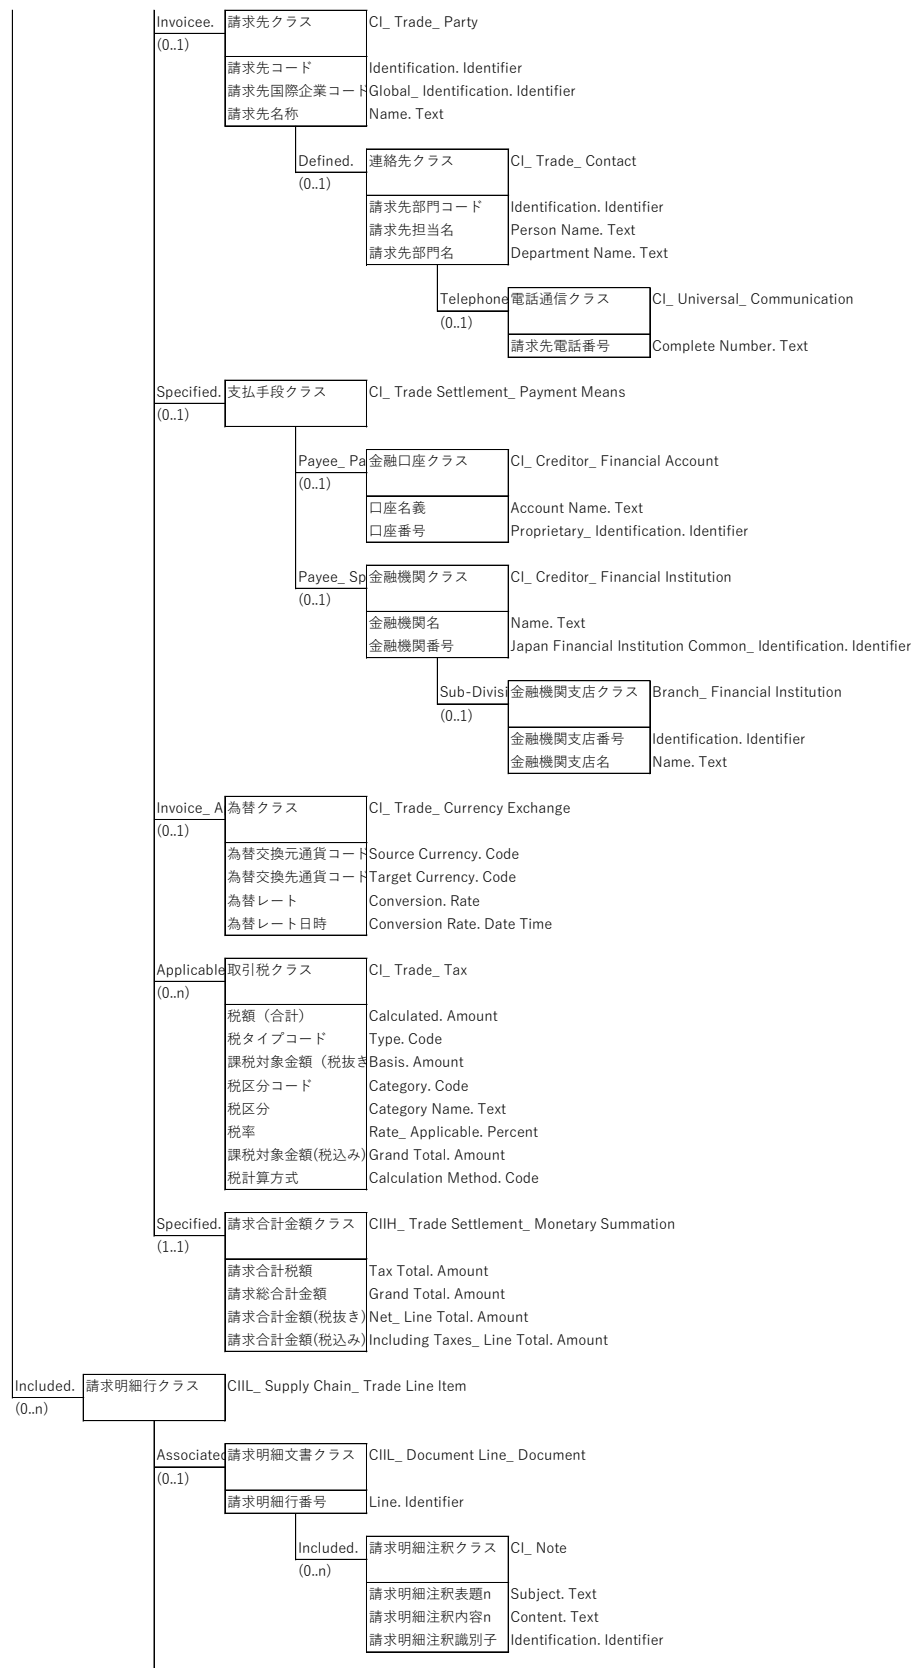 Invoicee. 請求先クラス CI_ Trade_ Party
(0..1)
請求先コード Identification. Identifier
請求先国際企業コード Global_ Identification. Identifier
請求先名称 Name. Text
Defined. 連絡先クラス CI_ Trade_ Contact
(0..1)
請求先部門コード Identification. Identifier
請求先担当名 Person Name. Text
請求先部門名 Department Name. Text
Telephone 電話通信クラス CI_ Universal_ Communication
(0..1)
請求先電話番号 Complete Number. Text
Specified. 支払手段クラス CI_ Trade Settlement_ Payment Means
(0..1)
Payee_ Pa 金融口座クラス CI_ Creditor_ Financial Account
(0..1)
口座名義 Account Name. Text
口座番号 Proprietary_ Identification. Identifier
Payee_ Sp 金融機関クラス CI_ Creditor_ Financial Institution
(0..1)
金融機関名 Name. Text
金融機関番号 Japan Financial Institution Common_ Identification. Identifier
Sub-Divisi 金融機関支店クラス Branch_ Financial Institution
(0..1)
金融機関支店番号 Identification. Identifier
金融機関支店名 Name. Text
Invoice_ A 為替クラス CI_ Trade_ Currency Exchange
(0..1)
為替交換元通貨コード Source Currency. Code
為替交換先通貨コード Target Currency. Code
為替レート Conversion. Rate
為替レート日時 Conversion Rate. Date Time
Applicable 取引税クラス CI_ Trade_ Tax
(0..n)
税額（合計） Calculated. Amount
税タイプコード Type. Code
課税対象金額（税抜き Basis. Amount
税区分コード Category. Code
税区分 Category Name. Text
税率 Rate_ Applicable. Percent
課税対象金額(税込み) Grand Total. Amount
税計算方式 Calculation Method. Code
Specified. 請求合計金額クラス CIIH_ Trade Settlement_ Monetary Summation
(1..1)
請求合計税額 Tax Total. Amount
請求総合計金額 Grand Total. Amount
請求合計金額(税抜き) Net_ Line Total. Amount
請求合計金額(税込み) Including Taxes_ Line Total. Amount
Included. 請求明細行クラス CIIL_ Supply Chain_ Trade Line Item
(0..n)
Associated 請求明細文書クラス CIIL_ Document Line_ Document
(0..1)
請求明細行番号 Line. Identifier
Included. 請求明細注釈クラス CI_ Note
(0..n)
請求明細注釈表題n Subject. Text
請求明細注釈内容n Content. Text
請求明細注釈識別子 Identification. Identifier